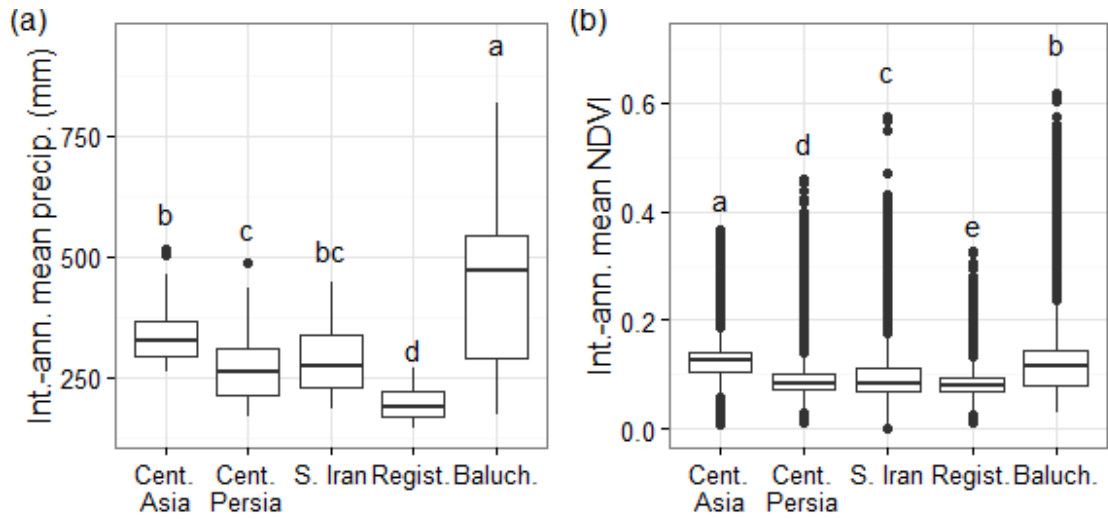 (a)
Int.-ann. mean precip. (mm)
750
500
250
b
c
bc
d
a
Cent. Asia
Cent. Persia
S. Iran
Regist.
Baluch.
(b)
Int.-ann. mean NDVI
0.6
0.4
0.2
0.0
a
d
c
e
b
Cent. Asia
Cent. Persia
S. Iran
Regist.
Baluch.